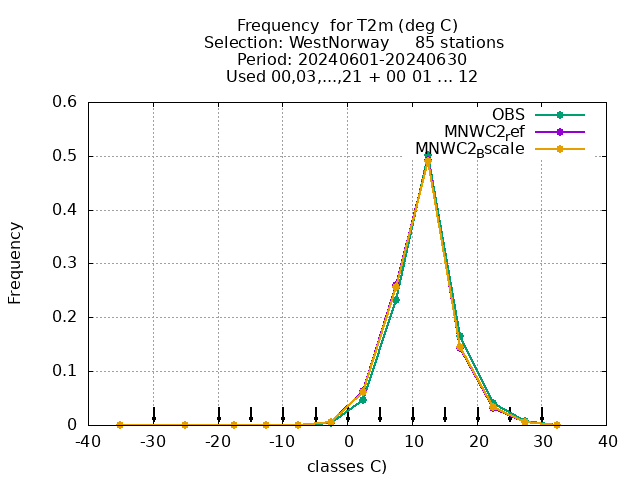 Frequency  for T2m (deg C)
Selection: WestNorway     85 stations
Period: 20240601-20240630
Used 00,03,...,21 + 00 01 ... 12
OBS
MNWC2ref
MNWC2Bscale
Frequency
0.6
0.5
0.4
0.3
0.2
0.1
0
-40 -30 -20 -10 0 10 20 30 40
classes C)